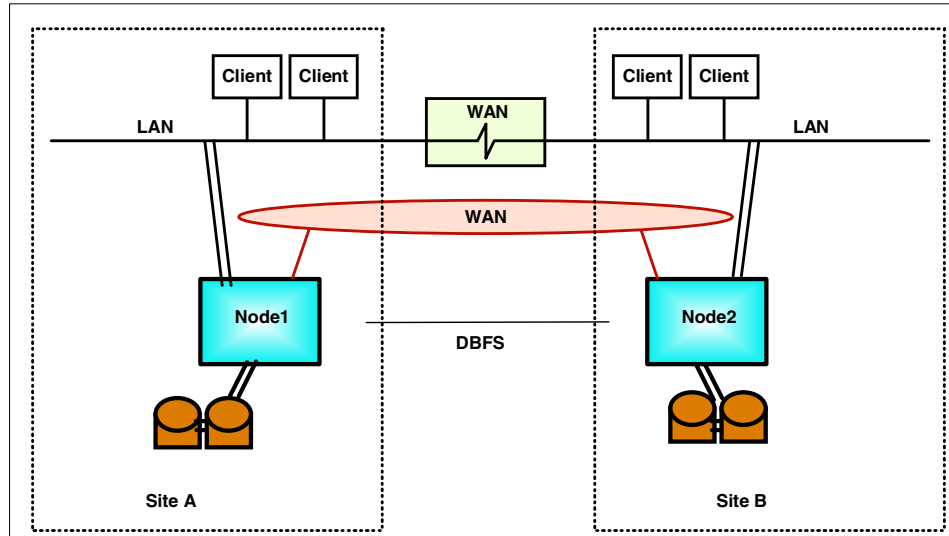 Client Client
Client Client
WAN
LAN
LAN
WAN
Node1
Node2
DBFS
Site A
Site B